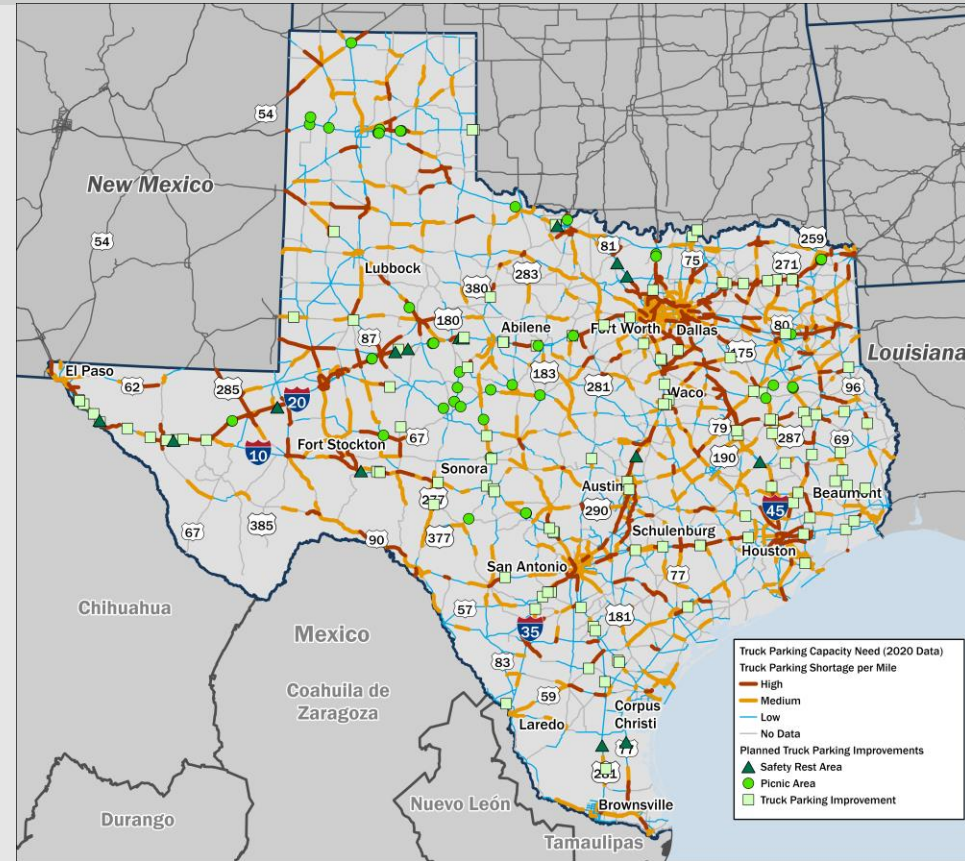 54
New Mexico
54
259
81
75
271
Lubbock
283
380
180
Abilene
Fort Worth
Dallas
80
87
175
Louisiana
El Paso
62
285
183
281
Waco
96
20
79
287
69
Fort Stockton
67
10
190
Sonora
Austin
Beaumont
277
290
45
385
Schulenburg
67
377
Houston
90
San Antonio
77
57
181
Chihuahua
35
Mexico
83
Coahuila de
Zaragoza
59
Corpus
Christi
Laredo
77
281
Nuevo León
Brownsville
Durango
Tamaulipas
Truck Parking Capacity Need (2020 Data)
Truck Parking Shortage per Mile
High
Medium
Low
No Data
Planned Truck Parking Improvements
Safety Rest Area
Picnic Area
Truck Parking Improvement